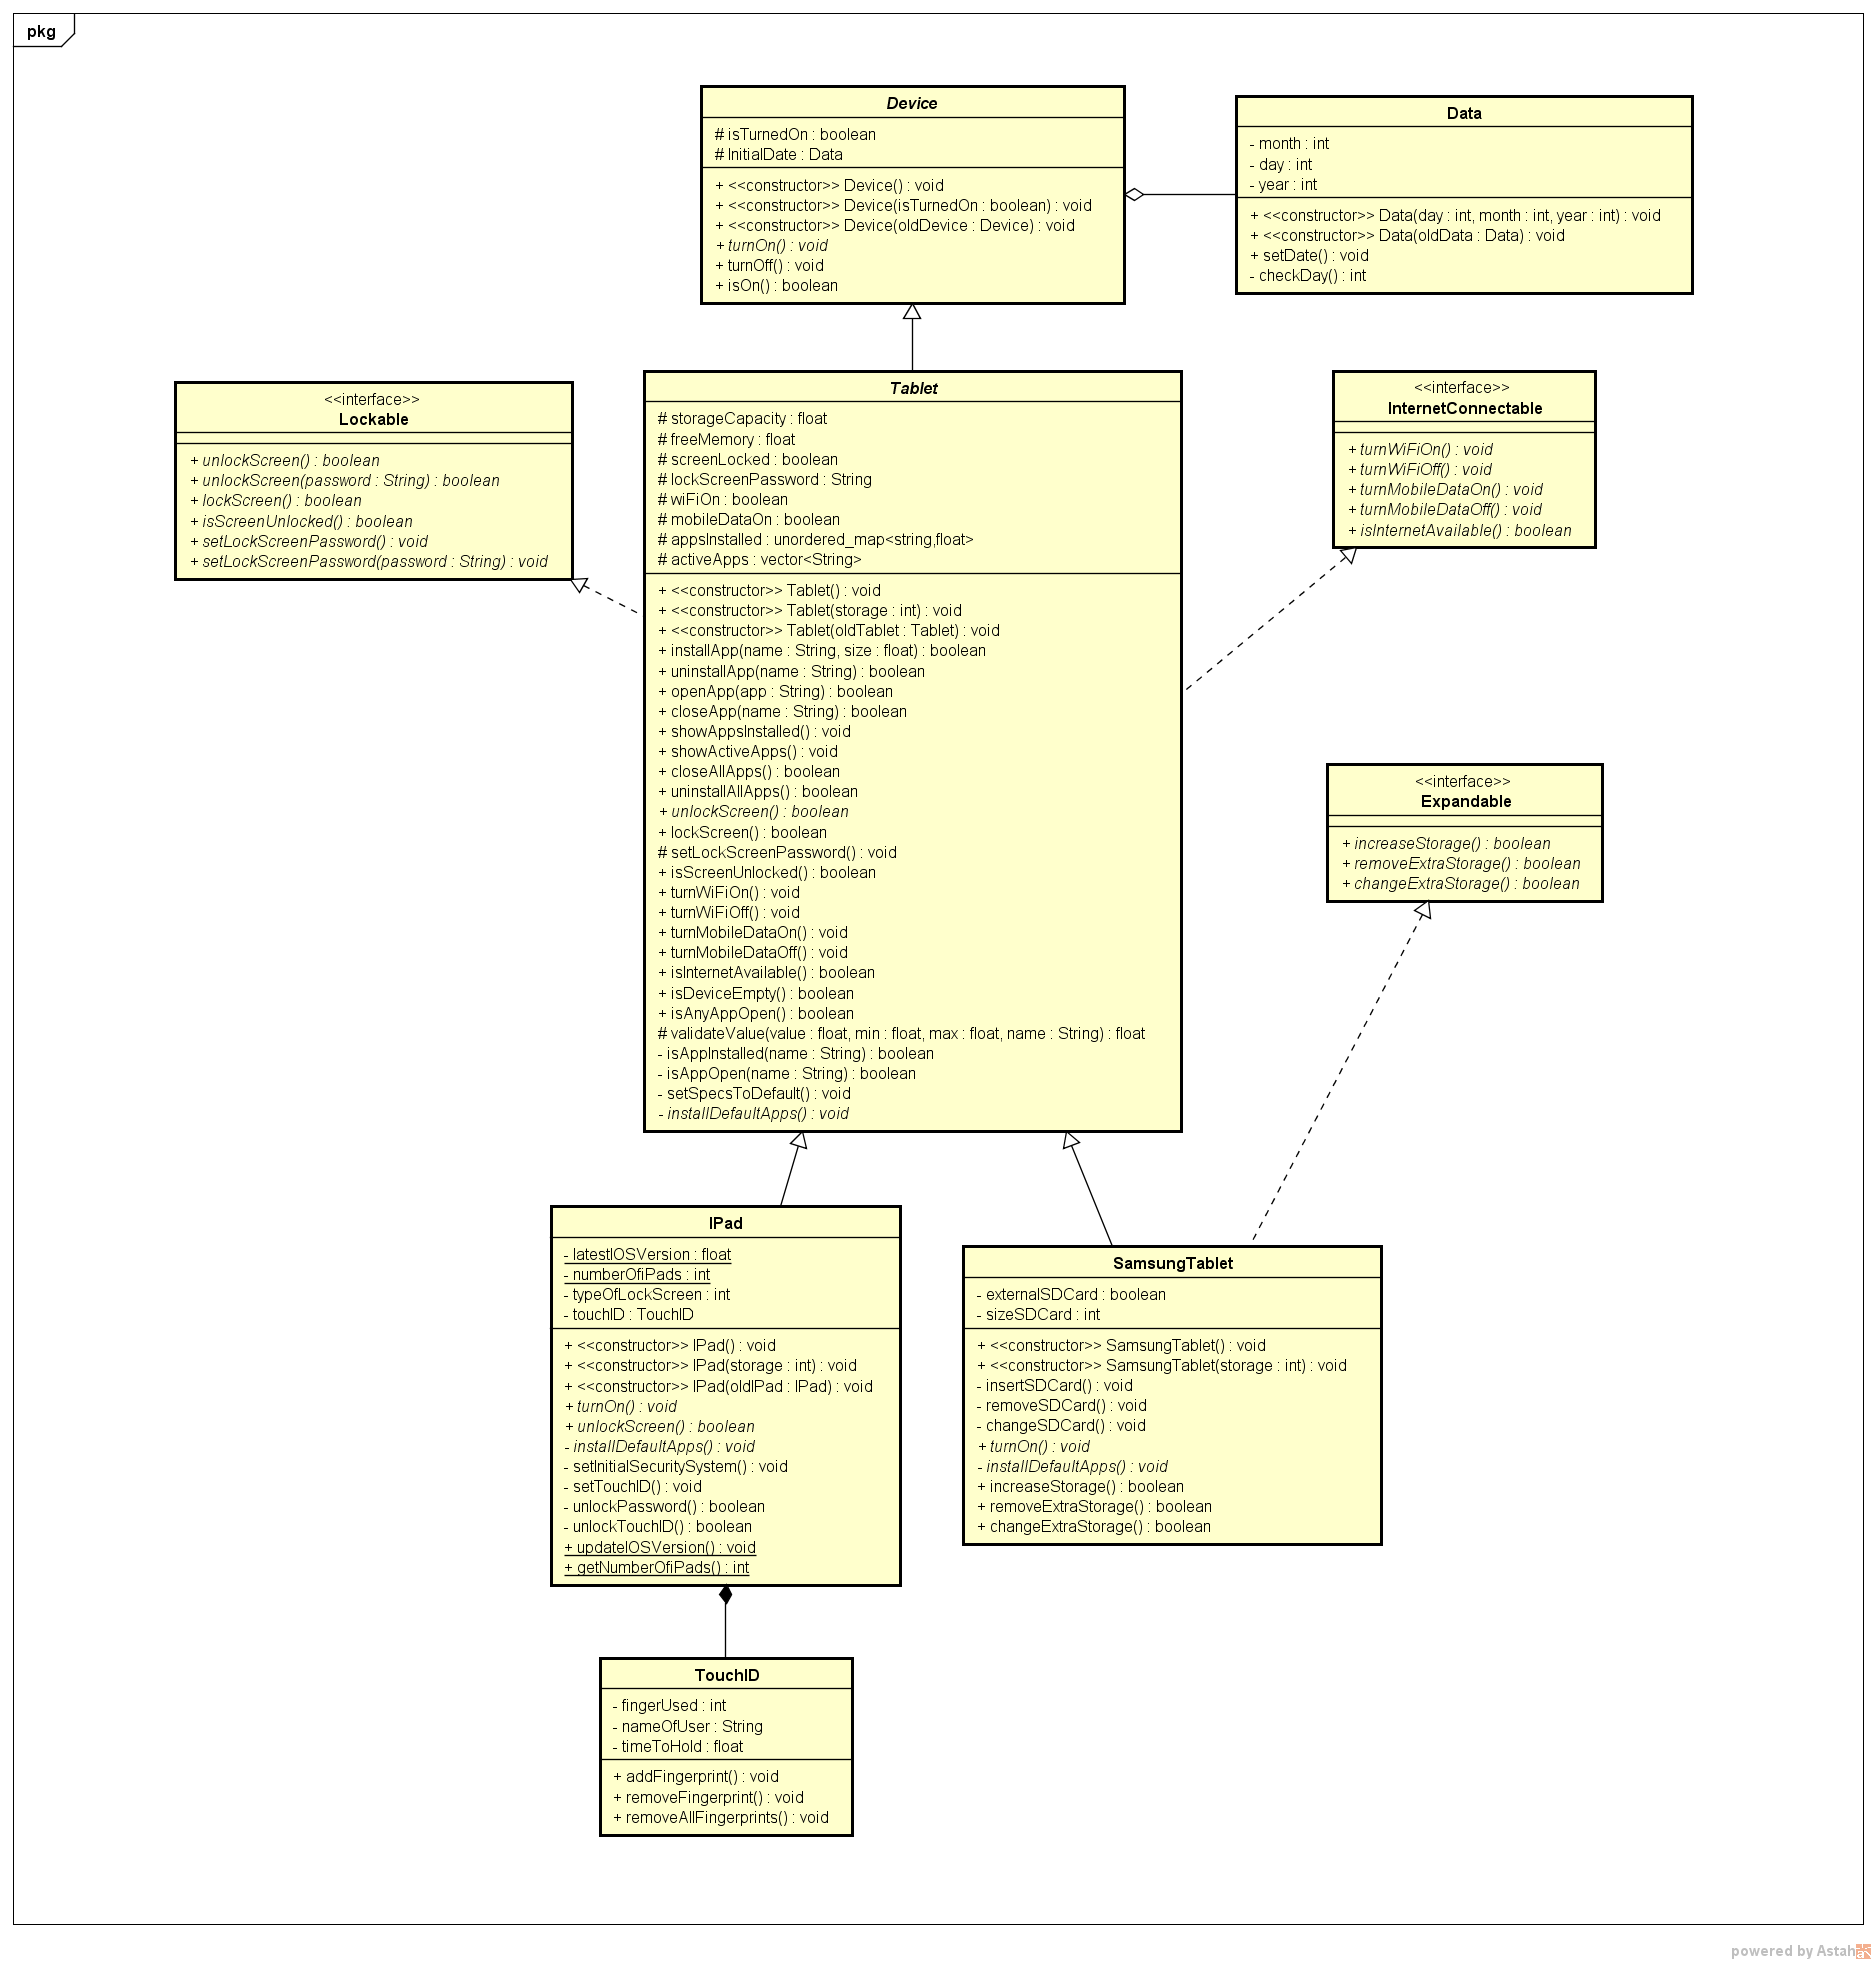 pkg
Device
# isTurnedOn : boolean
# InitialDate : Data
+ <<constructor>> Device() : void
+ <<constructor>> Device(isTurnedOn : boolean) : void
+ <<constructor>> Device(oldDevice : Device) : void
+ turnOn() : void
+ turnOff() : void
+ isOn() : boolean
Data
- month : int
- day : int
- year : int
+ <<constructor>> Data(day : int, month : int, year : int) : void
+ <<constructor>> Data(oldData : Data) : void
+ setDate() : void
- checkDay() : int
<<interface>>
Lockable
+ unlockScreen() : boolean
+ unlockScreen(password : String) : boolean
+ lockScreen() : boolean
+ isScreenUnlocked() : boolean
+ setLockScreenPassword() : void
+ setLockScreenPassword(password : String) : void
Tablet
# storageCapacity : float
# freeMemory : float
# screenLocked : boolean
# lockScreenPassword : String
# wiFiOn : boolean
# mobileDataOn : boolean
# appsInstalled : unordered_map<string,float>
# activeApps : vector<String>
+ <<constructor>> Tablet() : void
+ <<constructor>> Tablet(storage : int) : void
+ <<constructor>> Tablet(oldTablet : Tablet) : void
+ installApp(name : String, size : float) : boolean
+ uninstallApp(name : String) : boolean
+ openApp(app : String) : boolean
+ closeApp(name : String) : boolean
+ showAppsInstalled() : void
+ showActiveApps() : void
+ closeAllApps() : boolean
+ uninstallAllApps() : boolean
+ unlockScreen() : boolean
+ lockScreen() : boolean
# setLockScreenPassword() : void
+ isScreenUnlocked() : boolean
+ turnWiFiOn() : void
+ turnWiFiOff() : void
+ turnMobileDataOn() : void
+ turnMobileDataOff() : void
+ isInternetAvailable() : boolean
+ isDeviceEmpty() : boolean
+ isAnyAppOpen() : boolean
# validateValue(value : float, min : float, max : float, name : String) : float
- isAppInstalled(name : String) : boolean
- isAppOpen(name : String) : boolean
- setSpecsToDefault() : void
- installDefaultApps() : void
<<interface>>
InternetConnectable
+ turnWiFiOn() : void
+ turnWiFiOff() : void
+ turnMobileDataOn() : void
+ turnMobileDataOff() : void
+ isInternetAvailable() : boolean
<<interface>>
Expandable
+ increaseStorage() : boolean
+ removeExtraStorage() : boolean
+ changeExtraStorage() : boolean
IPad
- latestIOSVersion : float
- numberOfiPads : int
- typeOfLockScreen : int
- touchID : TouchID
+ <<constructor>> IPad() : void
+ <<constructor>> IPad(storage : int) : void
+ <<constructor>> IPad(oldIPad : IPad) : void
+ turnOn() : void
+ unlockScreen() : boolean
- installDefaultApps() : void
- setInitialSecuritySystem() : void
- setTouchID() : void
- unlockPassword() : boolean
- unlockTouchID() : boolean
+ updateIOSVersion() : void
+ getNumberOfiPads() : int
SamsungTablet
- externalSDCard : boolean
- sizeSDCard : int
+ <<constructor>> SamsungTablet() : void
+ <<constructor>> SamsungTablet(storage : int) : void
- insertSDCard() : void
- removeSDCard() : void
- changeSDCard() : void
+ turnOn() : void
- installDefaultApps() : void
+ increaseStorage() : boolean
+ removeExtraStorage() : boolean
+ changeExtraStorage() : boolean
TouchID
- fingerUsed : int
- nameOfUser : String
- timeToHold : float
+ addFingerprint() : void
+ removeFingerprint() : void
+ removeAllFingerprints() : void
powered by Astah